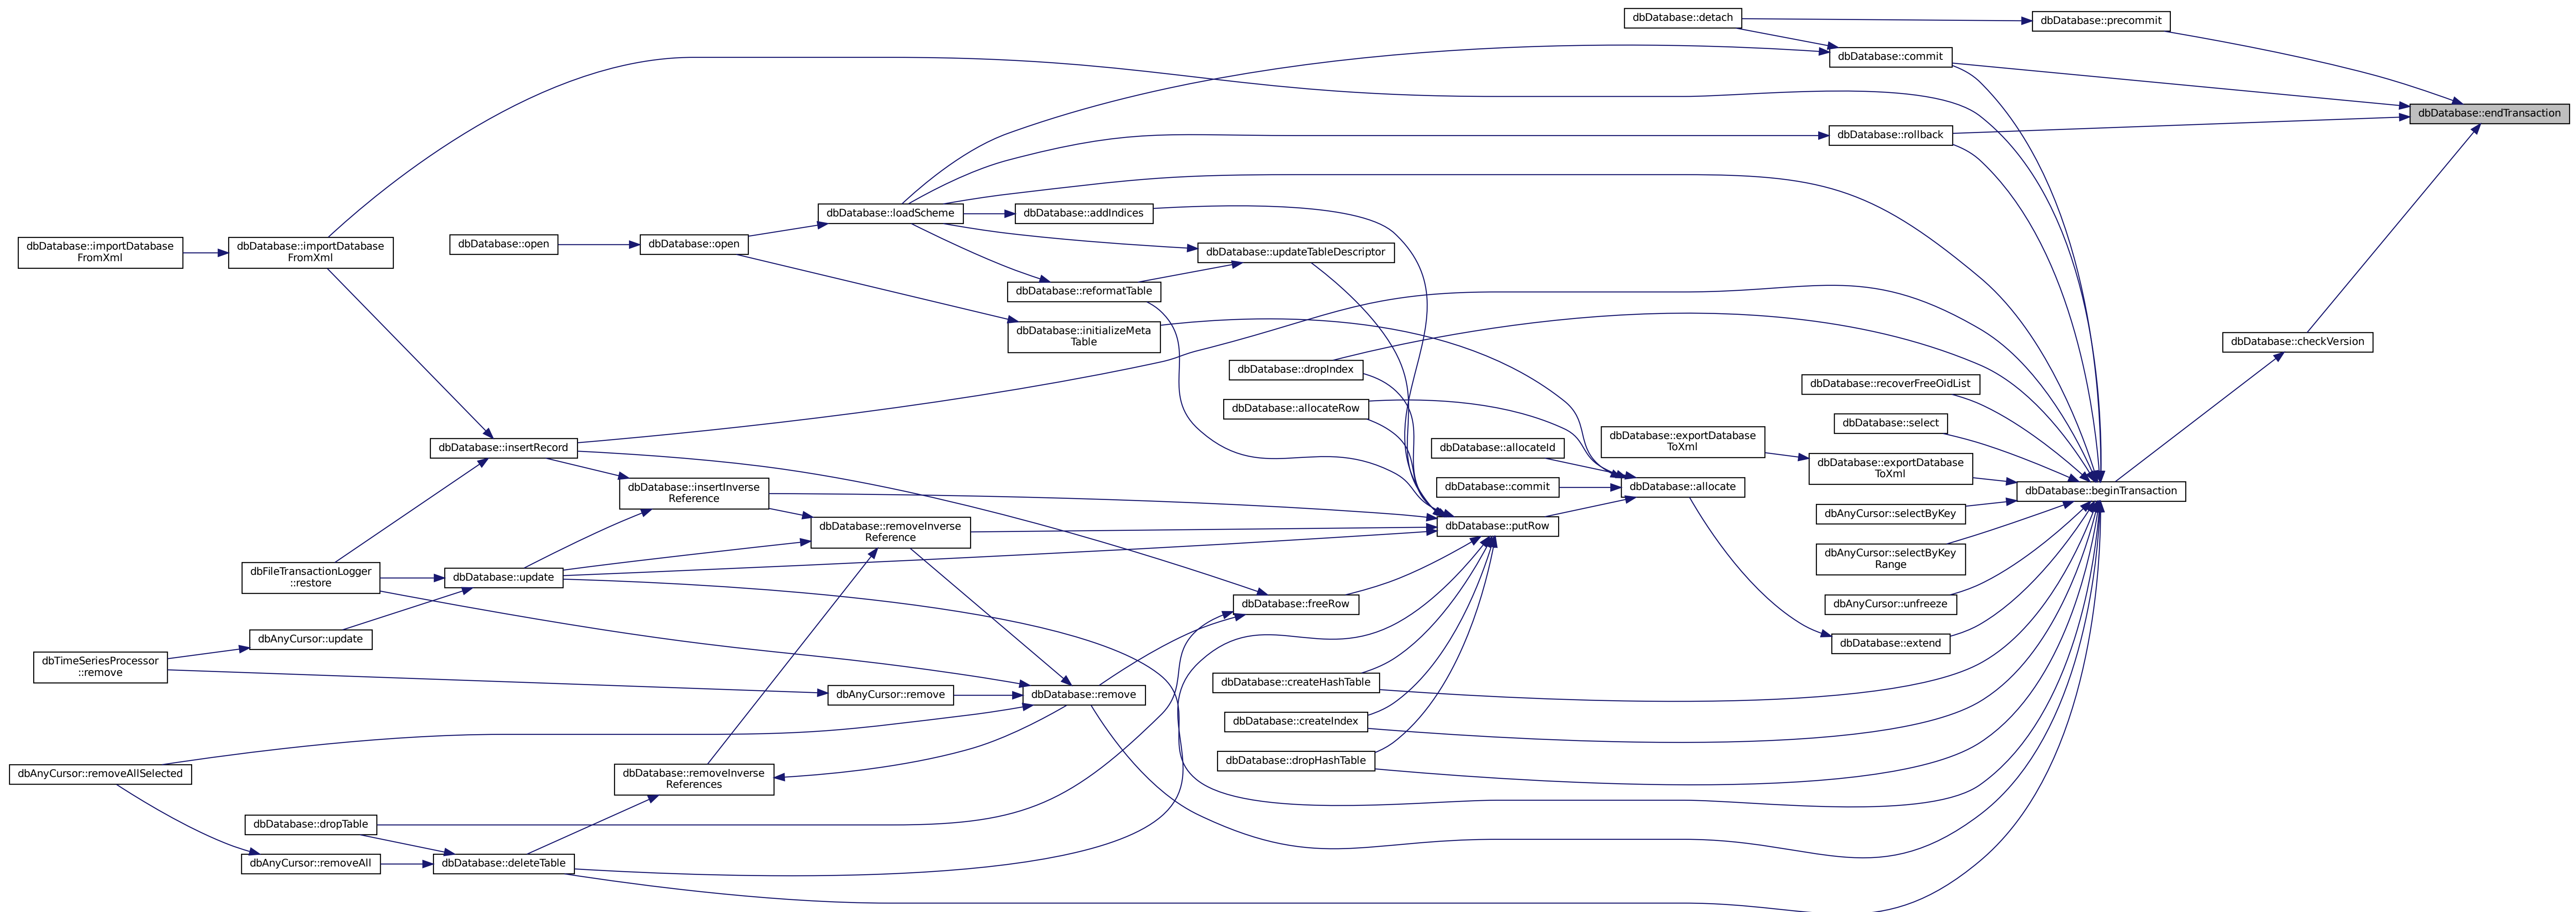 dbDatabase::detach
dbDatabase::precommit
dbDatabase::commit
dbDatabase::endTransaction
dbDatabase::rollback
dbDatabase::loadScheme
dbDatabase::addIndices
dbDatabase::importDatabase
FromXml
dbDatabase::importDatabase
FromXml
dbDatabase::open
dbDatabase::open
dbDatabase::updateTableDescriptor
dbDatabase::reformatTable
dbDatabase::initializeMeta
Table
dbDatabase::checkVersion
dbDatabase::dropIndex
dbDatabase::recoverFreeOidList
dbDatabase::allocateRow
dbDatabase::select
dbDatabase::insertRecord
dbDatabase::allocateId
dbDatabase::exportDatabase
ToXml
dbDatabase::exportDatabase
ToXml
dbDatabase::insertInverse
Reference
dbDatabase::commit
dbDatabase::allocate
dbDatabase::beginTransaction
dbAnyCursor::selectByKey
dbDatabase::removeInverse
Reference
dbDatabase::putRow
dbAnyCursor::selectByKey
Range
dbFileTransactionLogger
::restore
dbDatabase::update
dbDatabase::freeRow
dbAnyCursor::unfreeze
dbAnyCursor::update
dbDatabase::extend
dbTimeSeriesProcessor
::remove
dbAnyCursor::remove
dbDatabase::remove
dbDatabase::createHashTable
dbDatabase::createIndex
dbDatabase::dropHashTable
dbAnyCursor::removeAllSelected
dbDatabase::removeInverse
References
dbDatabase::dropTable
dbAnyCursor::removeAll
dbDatabase::deleteTable